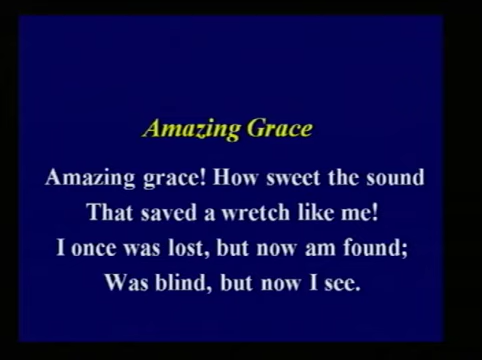 Amazing Grace
Amazing grace! How sweet the sound
That saved a wretch like me!
I once was lost, but now am found;
Was blind, but now I see.